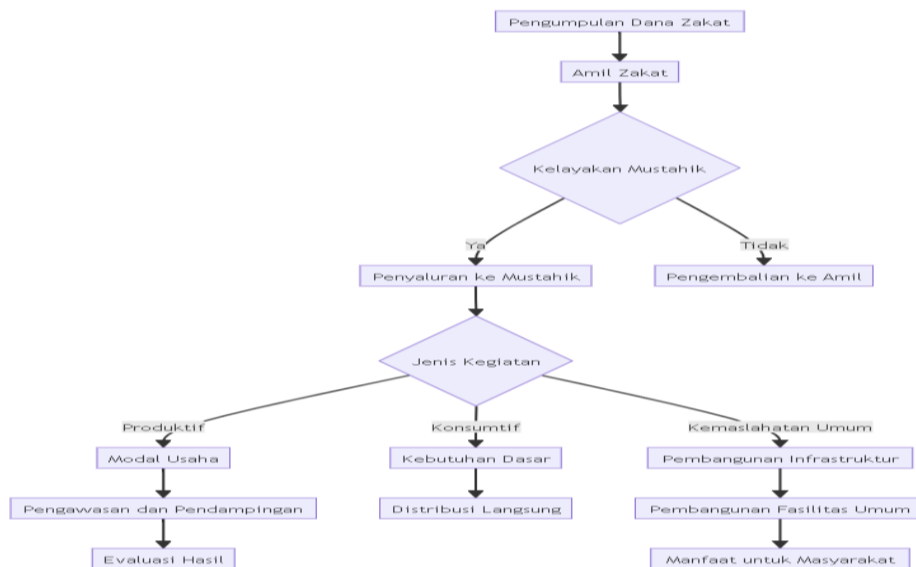 Pengumpulan Dana Zakat
Amil Zakat
Kelayakan Mustahik
Ya
Tidak
Penyaluran ke Mustahik
Pengembalian ke Amil
Jenis Kegiatan
Produktif
Konsumtif
Kemaslahatan Umum
Modal Usaha
Kebutuhan Dasar
Pembangunan Infrastruktur
Pengawasan dan Pendampingan
Distribusi Langsung
Pembangunan Fasilitas Umum
Evaluasi Hasil
Manfaat untuk Masyarakat